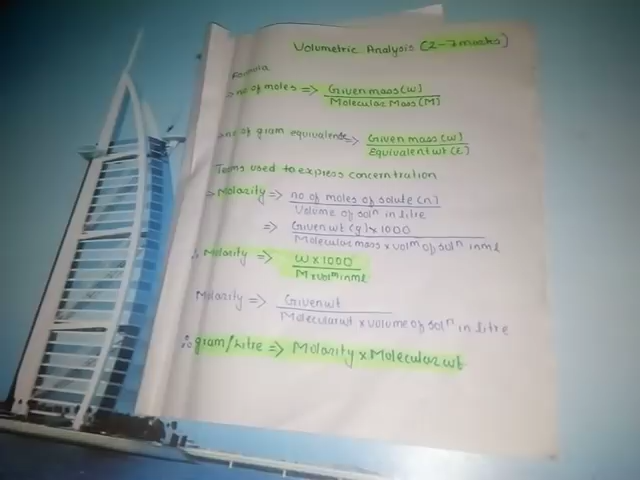 Volumetric Analysis (2-7 marks)
Formula
no of moles => Given mass (w)
Molecular Mass (M)
no of gram equivalents => Given mass (w)
Equivalent wt (E)
Terms used to express concentration
→ Molarity => no of moles of solute (n)
Volume of solⁿ in litre
=> Given wt (g) x 1000
Molecular mass x volᵐ of solⁿ in ml
∴ Molarity => w x 1000
M x volᵐ in ml
Molarity => Given wt
Molecular wt x volume of solⁿ in litre
∴ gram/Litre => Molarity x Molecular wt